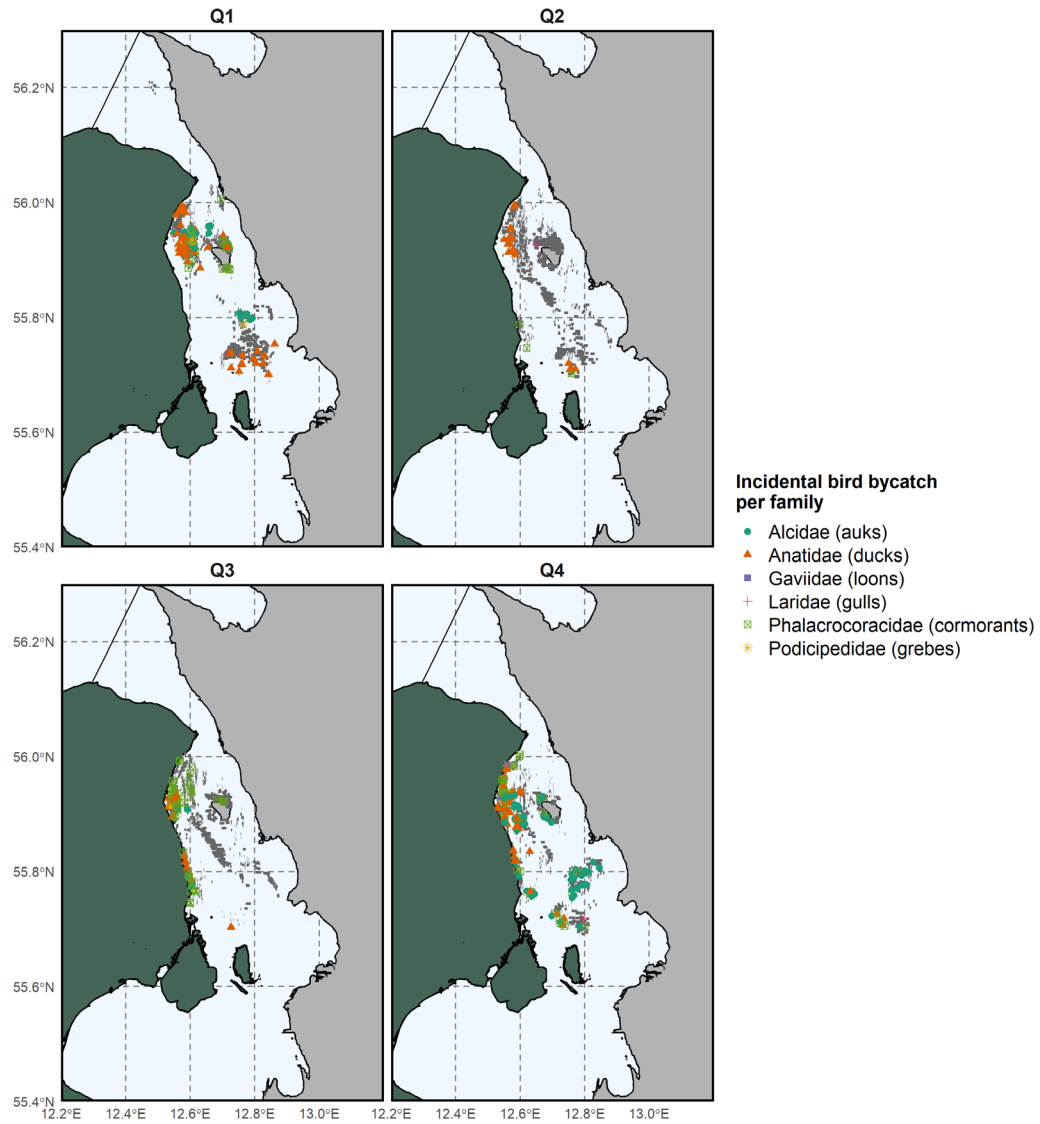 Q1
Q2
56.2°N
56.0°N
55.8°N
55.6°N
55.4°N
Q3
Q4
56.2°N
56.0°N
55.8°N
55.6°N
55.4°N
12.2°E
12.4°E
12.6°E
12.8°E
13.0°E
12.2°E
12.4°E
12.6°E
12.8°E
13.0°E
Incidental bird bycatch
per family
Alcidae (auks)
Anatidae (ducks)
Gaviidae (loons)
Laridae (gulls)
Phalacrocoracidae (cormorants)
Podicipedidae (grebes)